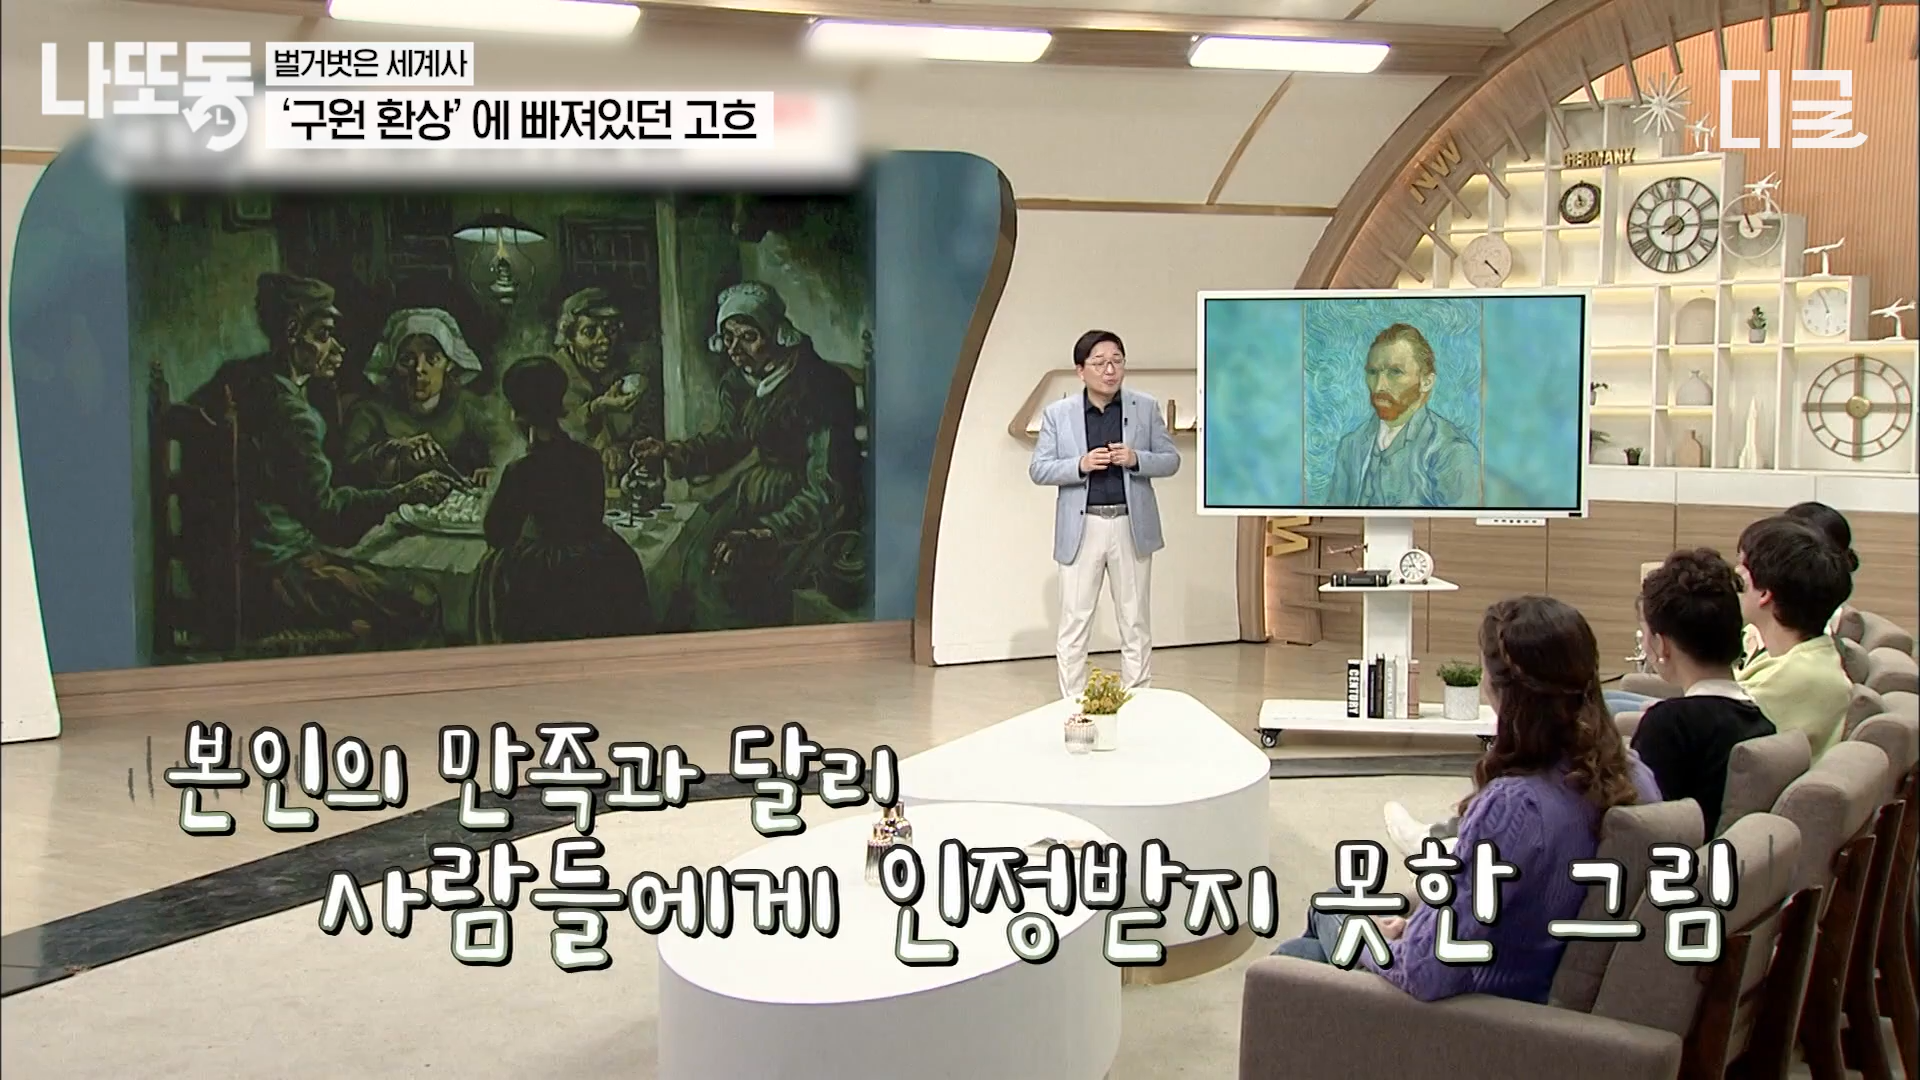 나또동
벌거벗은 세계사
‘구원 환상’ 에 빠져있던 고흐
디글
NW
GERMANY
CENTURY
본인의 만족과 달리
사람들에게 인정받지 못한 그림